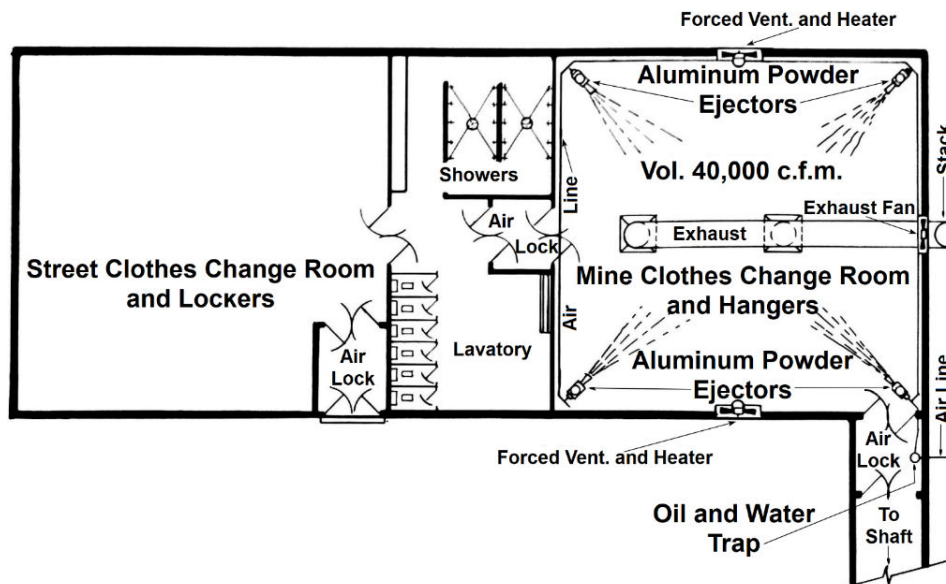 Forced Vent. and Heater
Aluminum Powder
Ejectors
Stack
Showers
Line
Vol. 40,000 c.f.m.
Exhaust Fan
Air
Lock
Exhaust
Street Clothes Change Room
and Lockers
Mine Clothes Change Room
and Hangers
Air
Lavatory
Air
Lock
Aluminum Powder
Ejectors
Air Line
Forced Vent. and Heater
Air
Lock
Oil and Water
Trap
To
Shaft